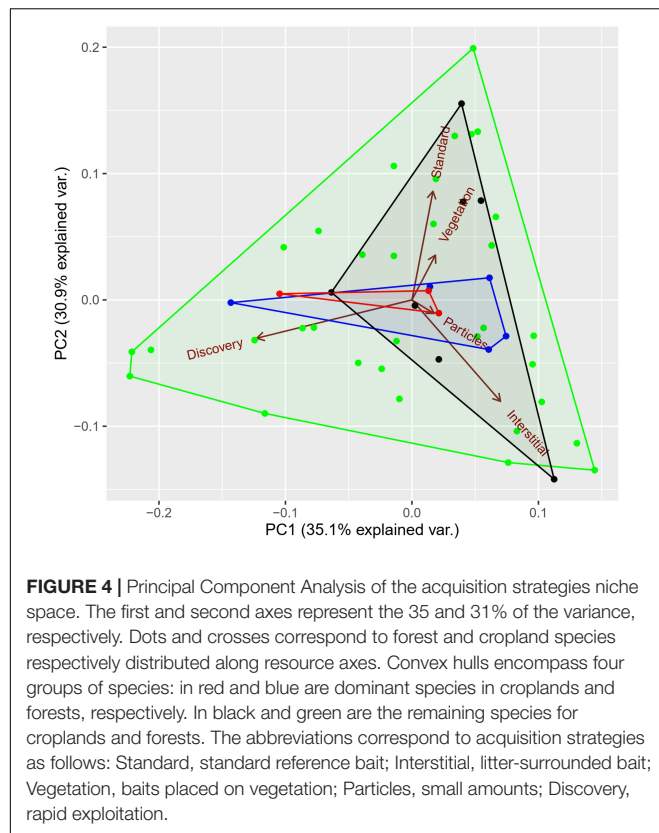 0.2
0.1
0.0
−0.1
−0.2
−0.1
0.0
0.1
PC2 (30.9% explained var.)
PC1 (35.1% explained var.)
Standard
Vegetation
Particles
Discovery
Interstitial
FIGURE 4 | Principal Component Analysis of the acquisition strategies niche
space. The first and second axes represent the 35 and 31% of the variance,
respectively. Dots and crosses correspond to forest and cropland species
respectively distributed along resource axes. Convex hulls encompass four
groups of species: in red and blue are dominant species in croplands and
forests, respectively. In black and green are the remaining species for
croplands and forests. The abbreviations correspond to acquisition strategies
as follows: Standard, standard reference bait; Interstitial, litter-surrounded bait;
Vegetation, baits placed on vegetation; Particles, small amounts; Discovery,
rapid exploitation.